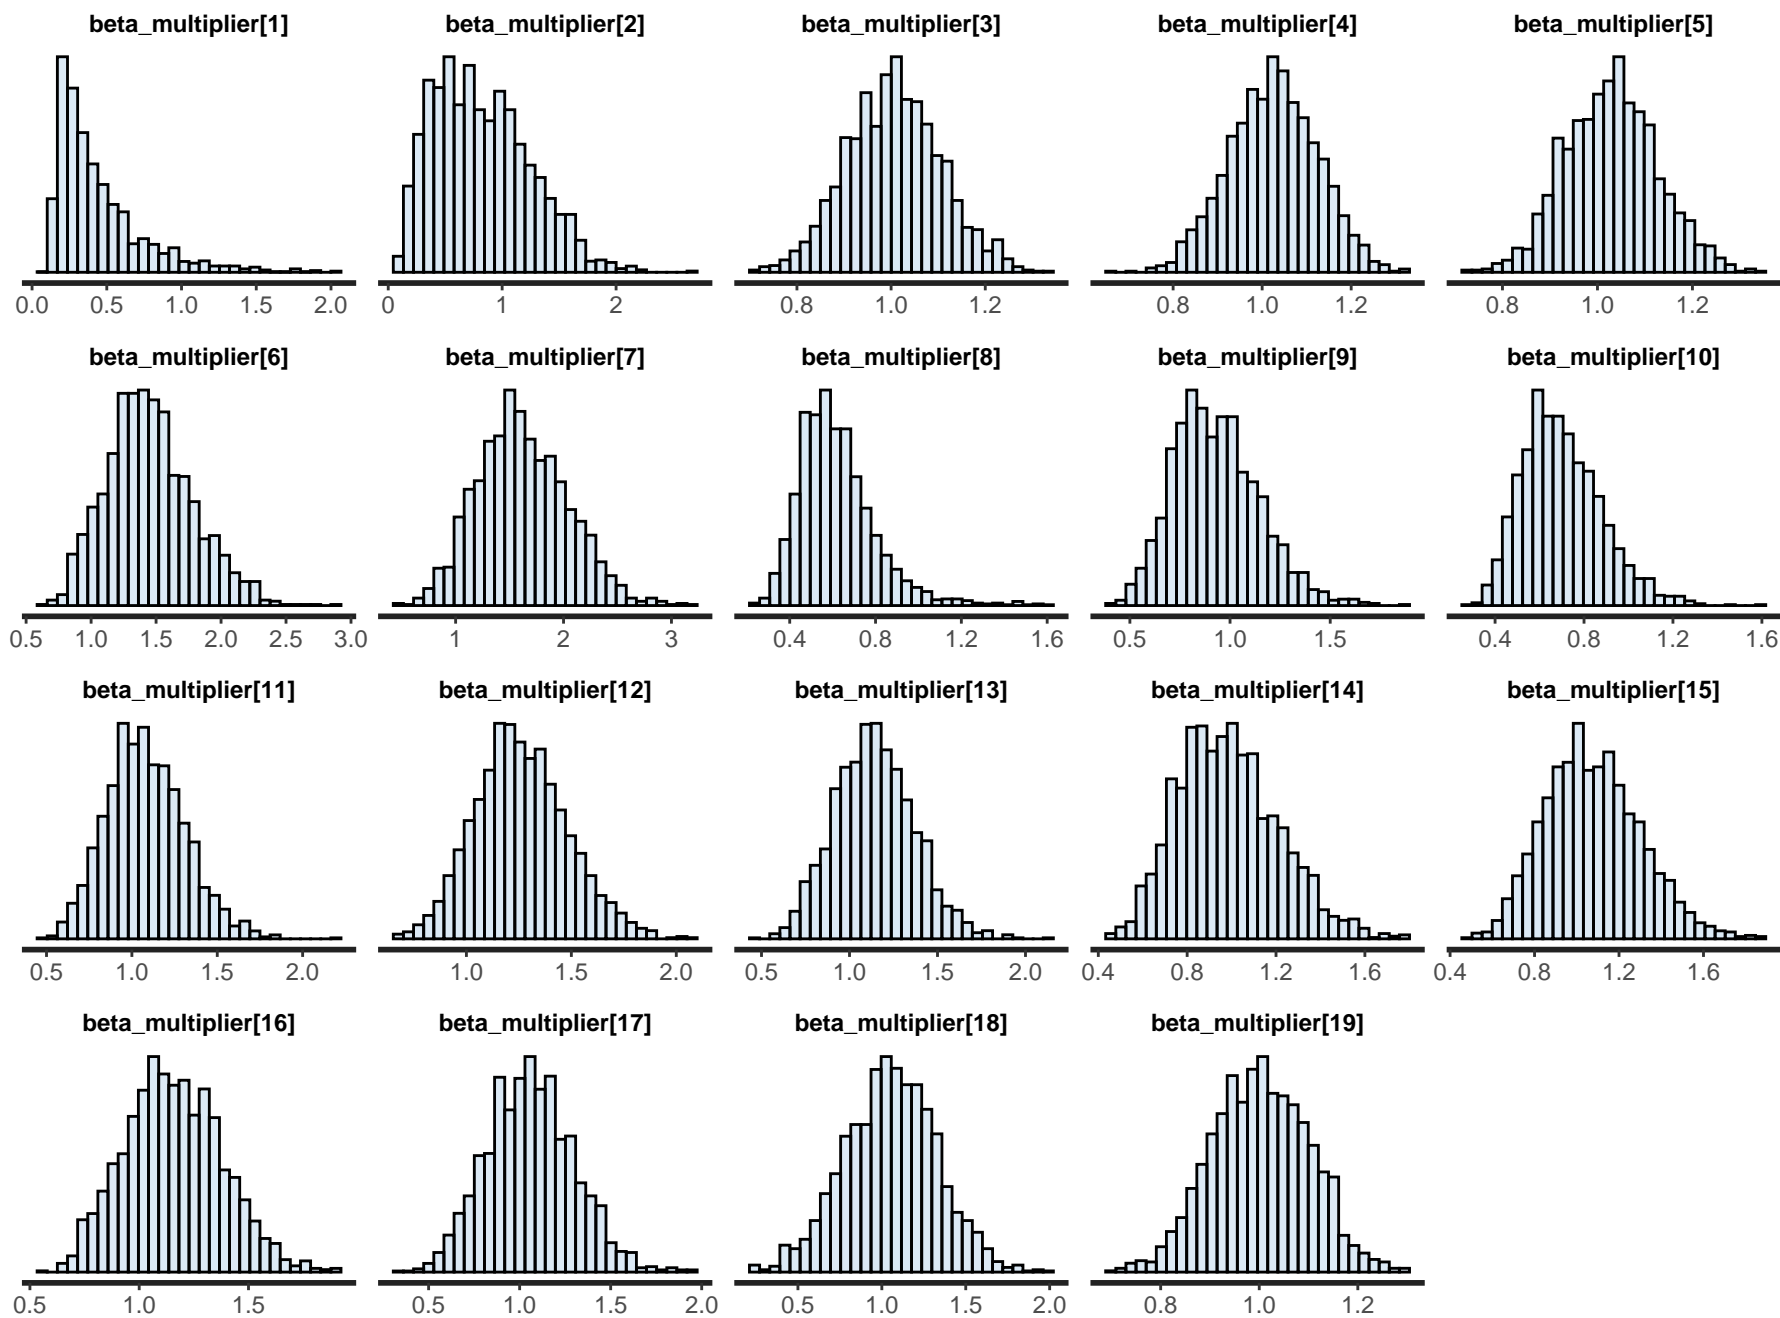 beta_multiplier[1] beta_multiplier[2] beta_multiplier[3] beta_multiplier[4] beta_multiplier[5]
0.0 0.5 1.0 1.5 2.0 0 1 2 0.8 1.0 1.2 0.8 1.0 1.2 0.8 1.0 1.2
beta_multiplier[6] beta_multiplier[7] beta_multiplier[8] beta_multiplier[9] beta_multiplier[10]
0.5 1.0 1.5 2.0 2.5 3.0 1 2 3 0.4 0.8 1.2 1.6 0.5 1.0 1.5 0.4 0.8 1.2 1.6
beta_multiplier[11] beta_multiplier[12] beta_multiplier[13] beta_multiplier[14] beta_multiplier[15]
0.5 1.0 1.5 2.0 1.0 1.5 2.0 0.5 1.0 1.5 2.0 0.4 0.8 1.2 1.6 0.4 0.8 1.2 1.6
beta_multiplier[16] beta_multiplier[17] beta_multiplier[18] beta_multiplier[19]
0.5 1.0 1.5 0.5 1.0 1.5 2.0 0.5 1.0 1.5 2.0 0.8 1.0 1.2